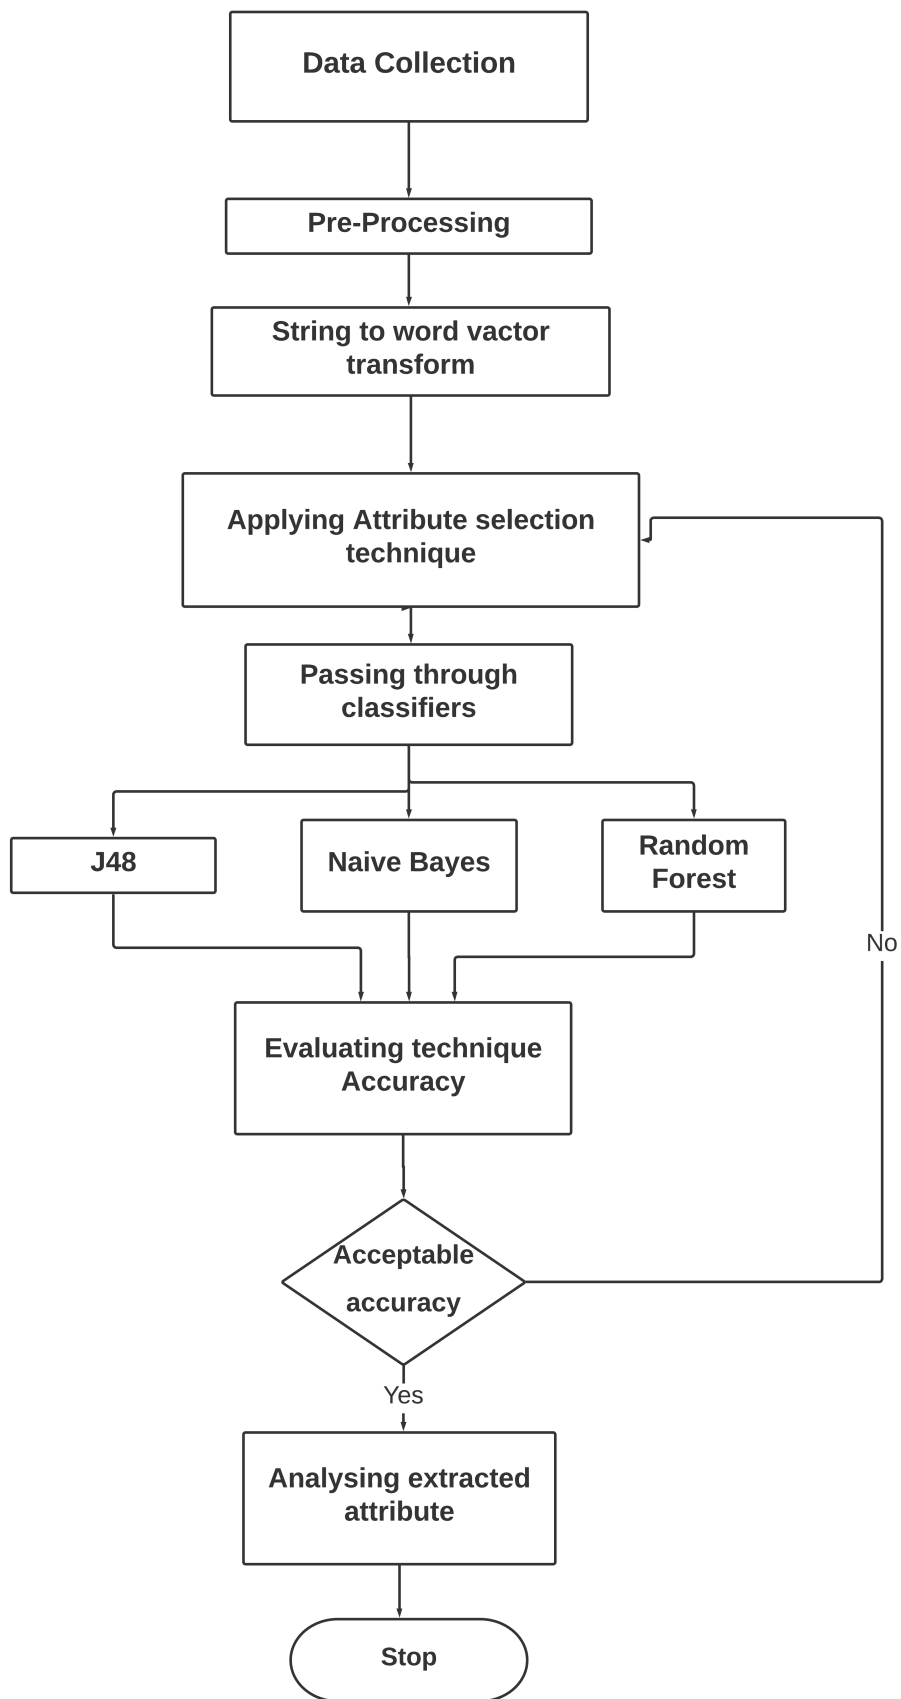 Data Collection
Pre-Processing
String to word vactor
transform
Applying Attribute selection
technique
Passing through
classifiers
J48
Naive Bayes
Random
Forest
No
Evaluating technique
Accuracy
Acceptable
accuracy
Yes
Analysing extracted
attribute
Stop